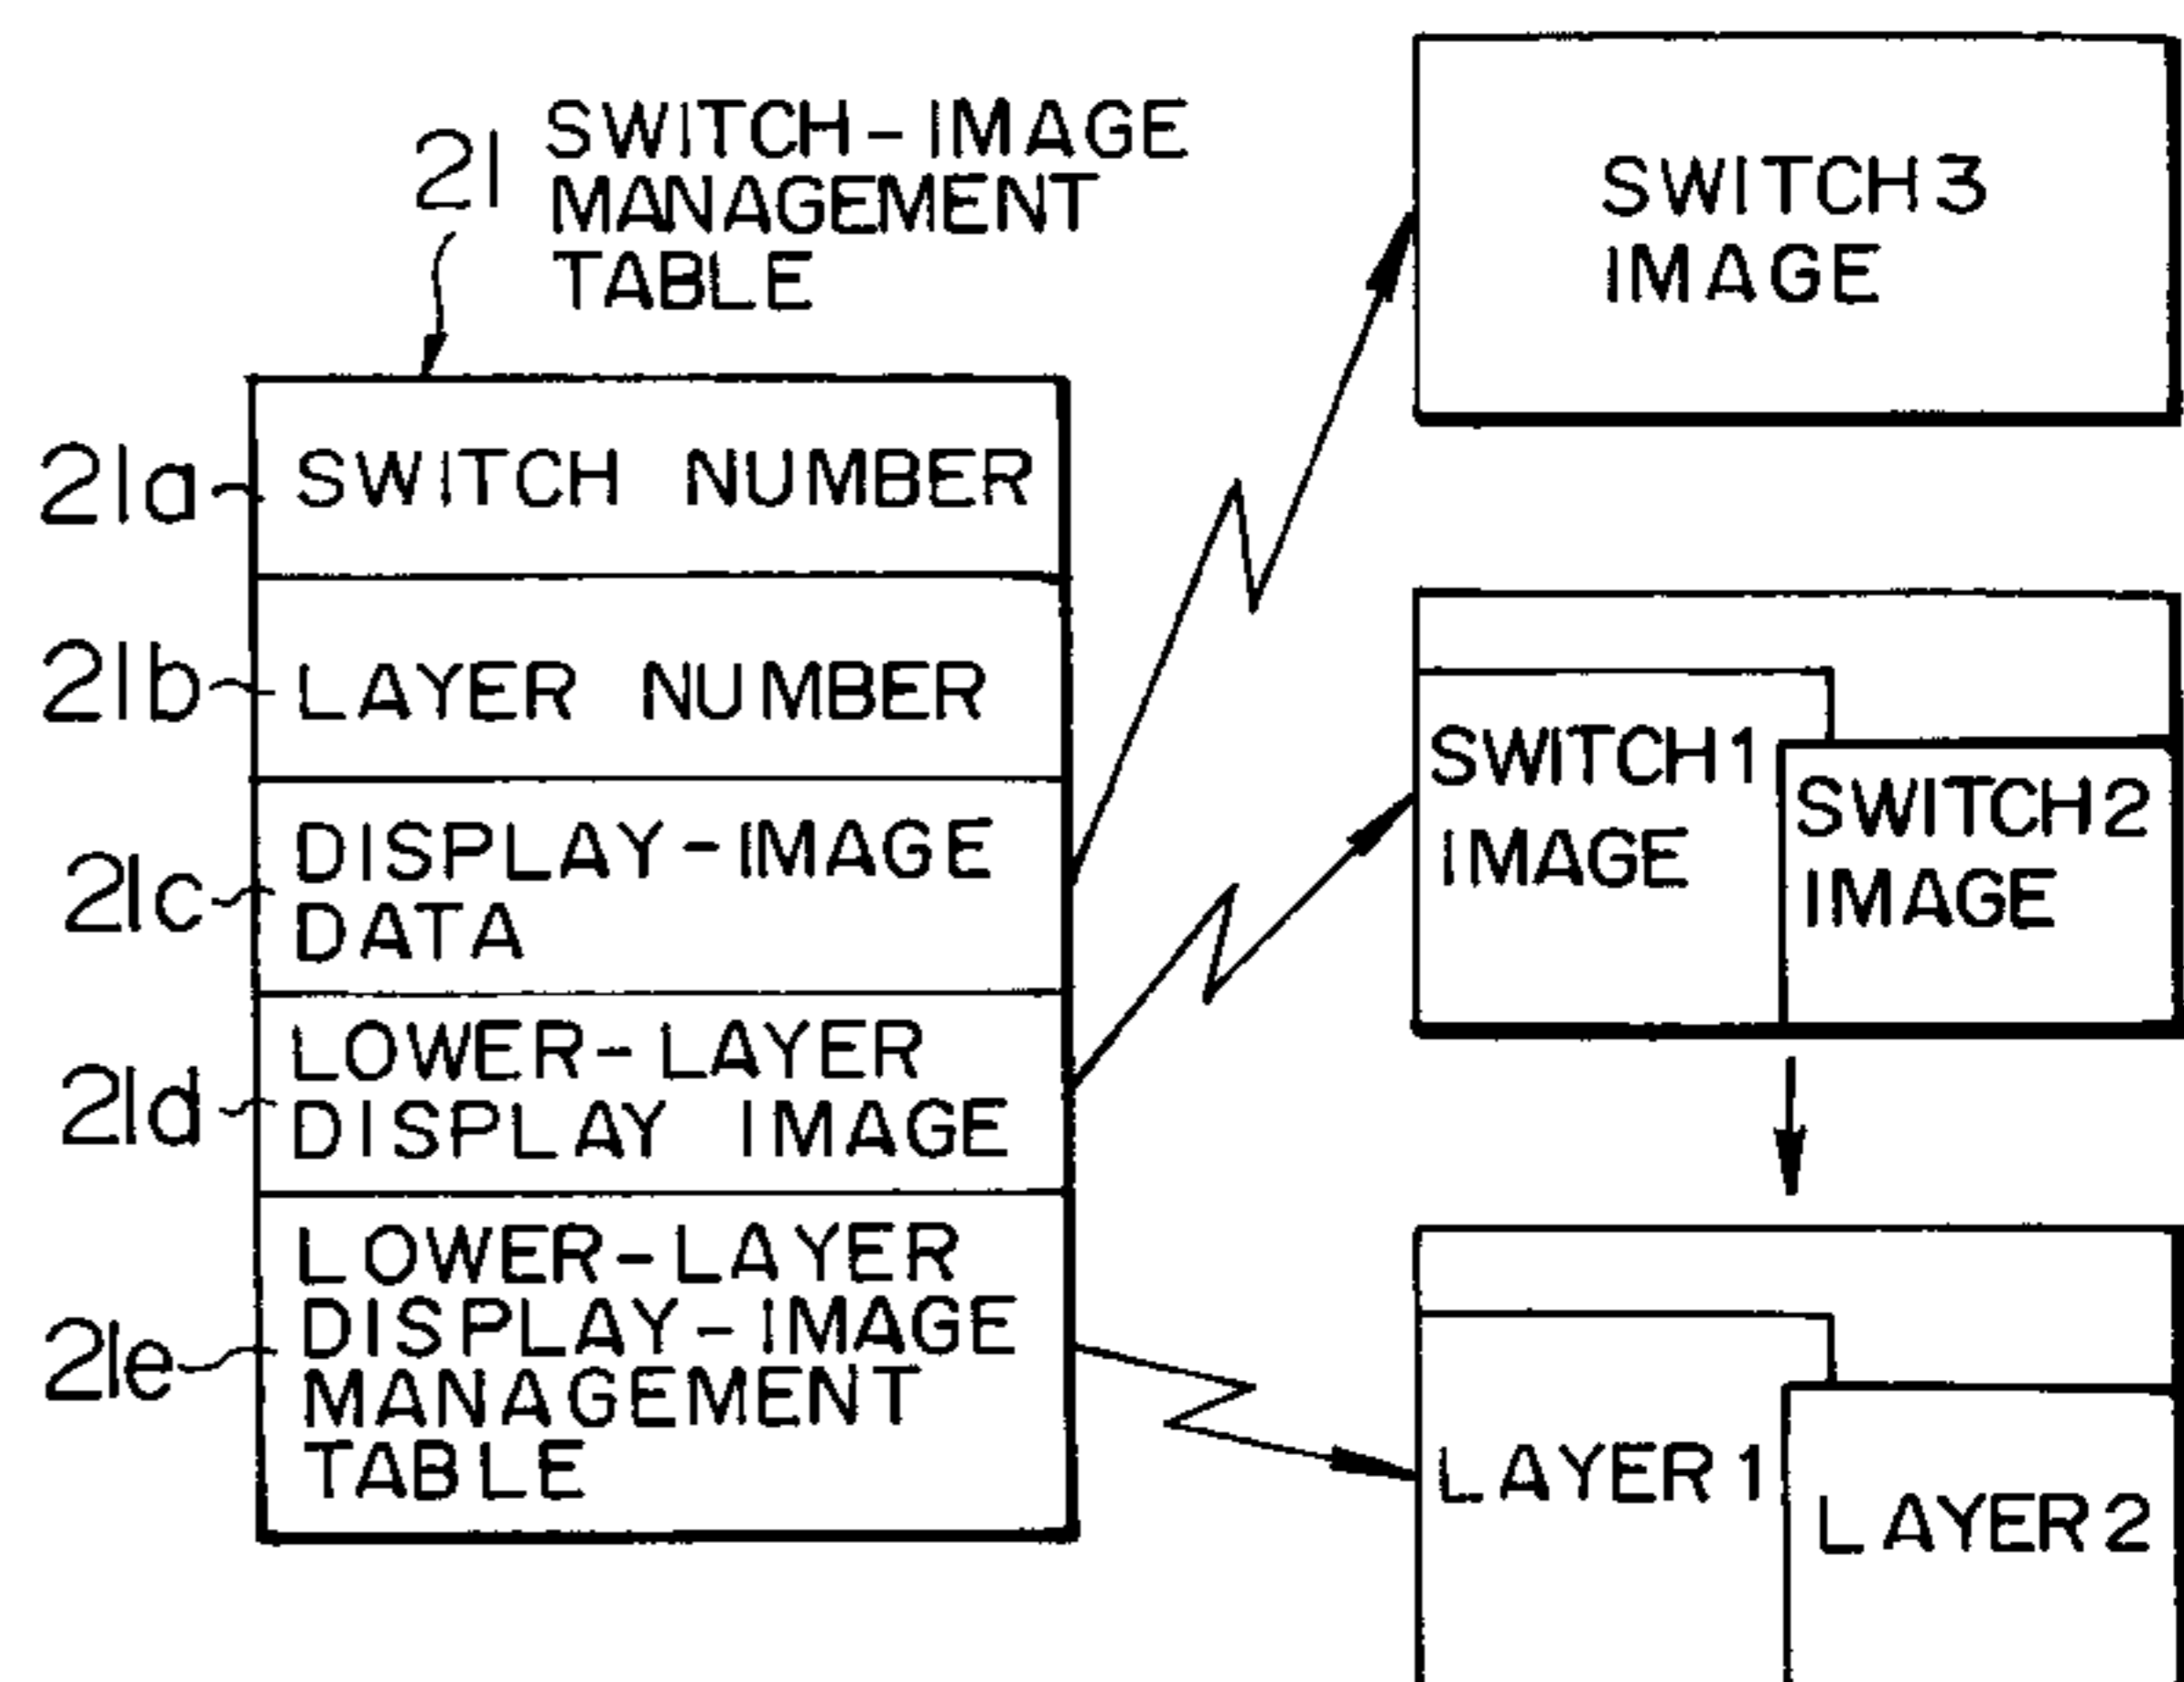 21 SWITCH-IMAGE
MANAGEMENT
TABLE
21a SWITCH NUMBER
21b LAYER NUMBER
21c DISPLAY-IMAGE
DATA
21d LOWER-LAYER
DISPLAY IMAGE
21e LOWER-LAYER
DISPLAY-IMAGE
MANAGEMENT
TABLE
SWITCH3
IMAGE
SWITCH1
IMAGE
SWITCH2
IMAGE
LAYER1
LAYER2